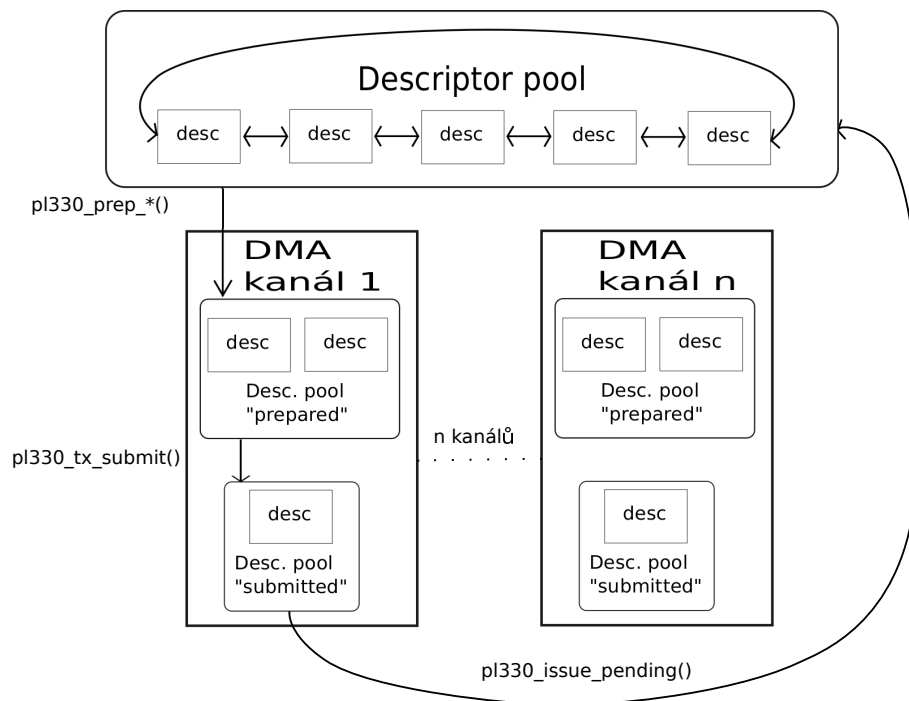 Descriptor pool
desc desc desc desc desc
pl330_prep_*()
DMA
kanál 1
desc desc
Desc. pool
"prepared"
pl330_tx_submit()
desc
Desc. pool
"submitted"
n kanálů
DMA
kanál n
desc desc
Desc. pool
"prepared"
desc
Desc. pool
"submitted"
pl330_issue_pending()